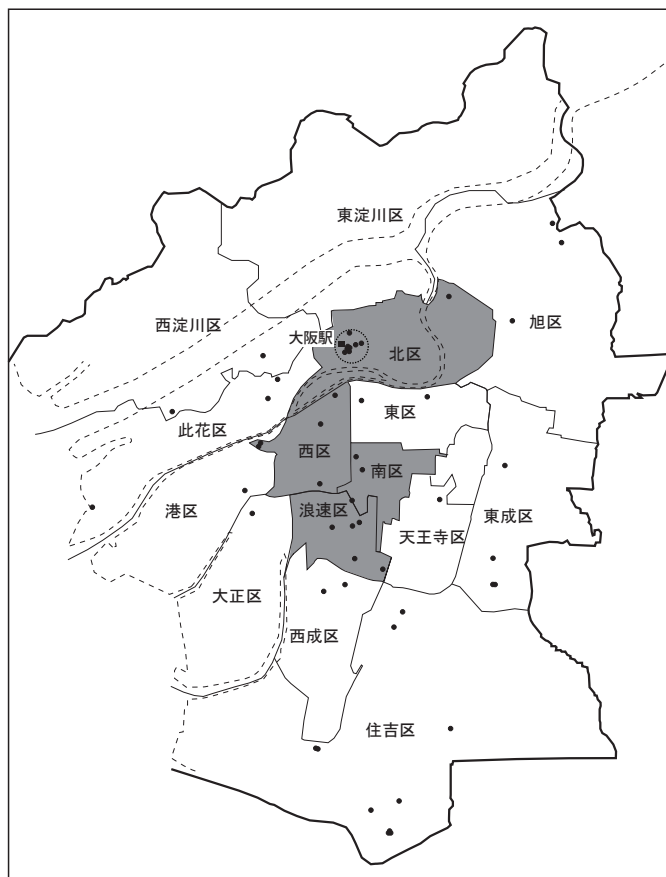 東淀川区
西淀川区
大阪駅
旭区
北区
此花区
東区
西区
南区
港区
浪速区
天王寺区
東成区
大正区
西成区
住吉区